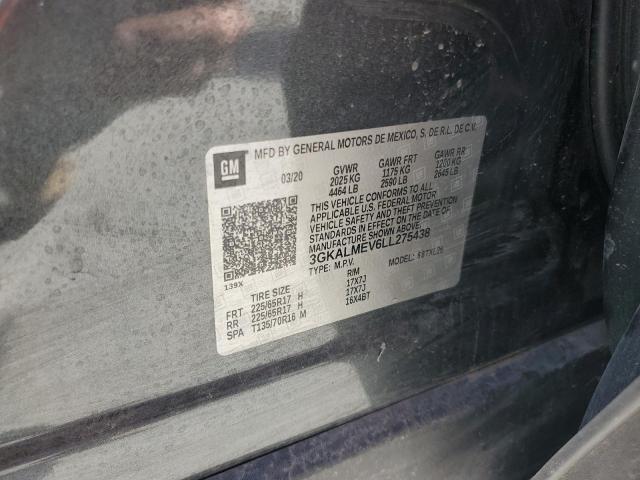 GM
MFD BY GENERAL MOTORS DE MEXICO, S. DE R.L. DE C.V.
03/20 GVWR GAWR FRT GAWR RR
2025 KG 1175 KG 1200 KG
4464 LB 2590 LB 2645 LB
THIS VEHICLE CONFORMS TO ALL
APPLICABLE U.S. FEDERAL MOTOR
VEHICLE SAFETY AND THEFT PREVENTION
STANDARDS IN EFFECT ON THE DATE OF
MANUFACTURE SHOWN ABOVE.
3GKALMEV6LL275438
TYPE: M.P.V. MODEL: 6BTXL26
139X
TIRE SIZE RIM
FRT 225/65R17 H 17X7J
RR 225/65R17 H 17X7J
SPA T135/70R16 M 16X4BT